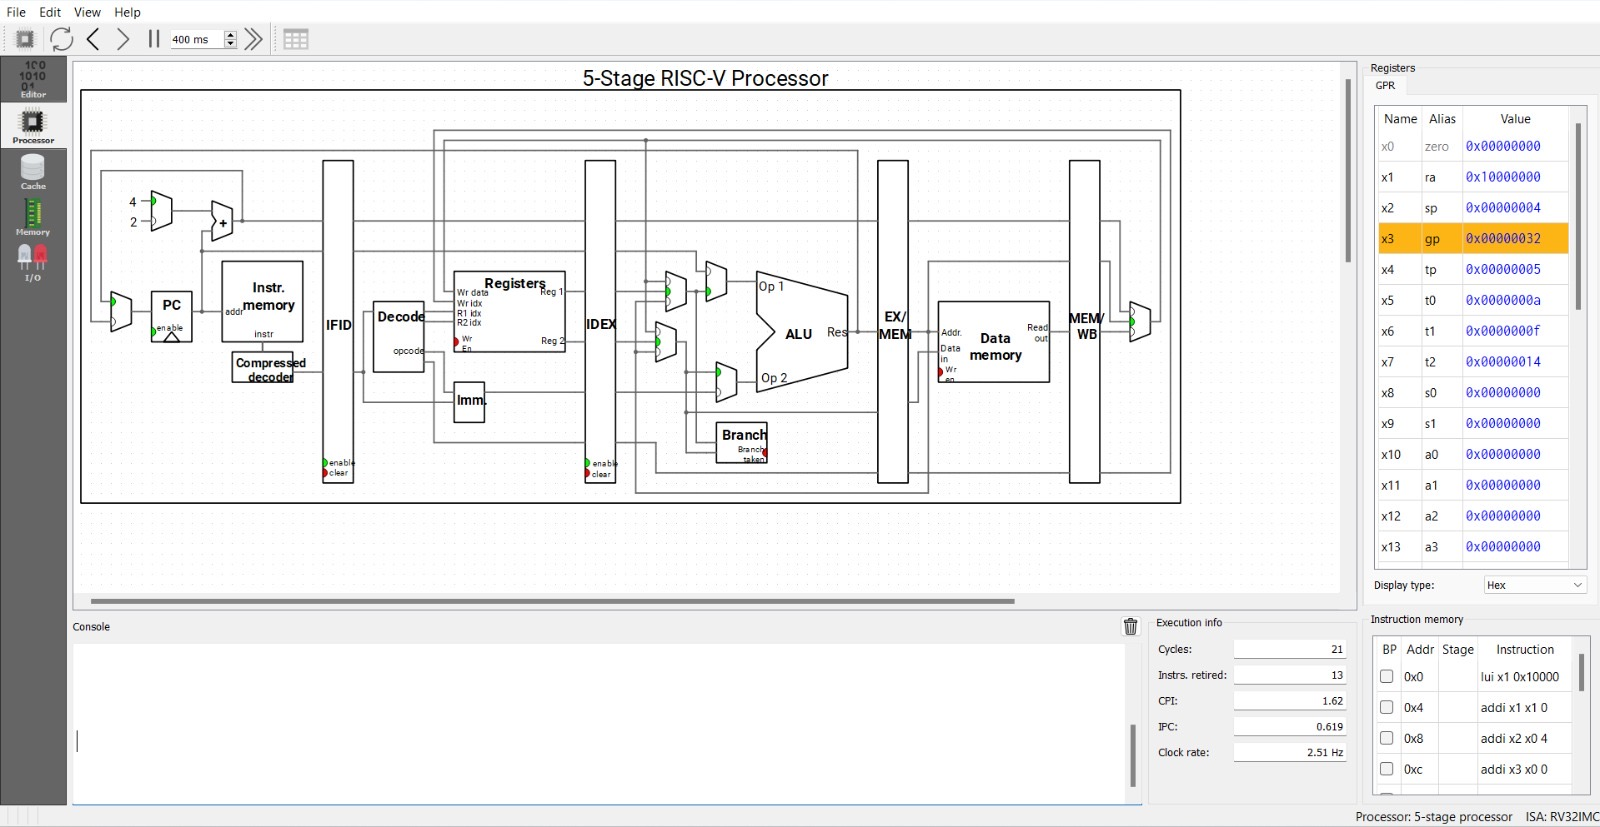 File Edit View Help
400 ms
Editor
Processor
Cache
Memory
I/O
5-Stage RISC-V Processor
4
2
+
PC
enable
Instr.
memory
addr
instr
Compressed
decoder
IFID
enable
clear
Decode
opcode
Registers
Wr data
Wr idx
R1 idx
R2 idx
Wr
En
Reg 1
Reg 2
Imm.
IDEX
enable
clear
Op 1
ALU
Res
Op 2
Branch
Branch
taken
EX/
MEM
Addr.
Data
in
Wr
en
Data
memory
Read
out
MEM/
WB
Console
Execution info
Cycles: 21
Instrs. retired: 13
CPI: 1.62
IPC: 0.619
Clock rate: 2.51 Hz
Registers
GPR
Name Alias Value
x0 zero 0x00000000
x1 ra 0x10000000
x2 sp 0x00000004
x3 gp 0x00000032
x4 tp 0x00000005
x5 t0 0x0000000a
x6 t1 0x0000000f
x7 t2 0x00000014
x8 s0 0x00000000
x9 s1 0x00000000
x10 a0 0x00000000
x11 a1 0x00000000
x12 a2 0x00000000
x13 a3 0x00000000
Display type: Hex
Instruction memory
BP Addr Stage Instruction
0x0 lui x1 0x10000
0x4 addi x1 x1 0
0x8 addi x2 x0 4
0xc addi x3 x0 0
Processor: 5-stage processor ISA: RV32IMC